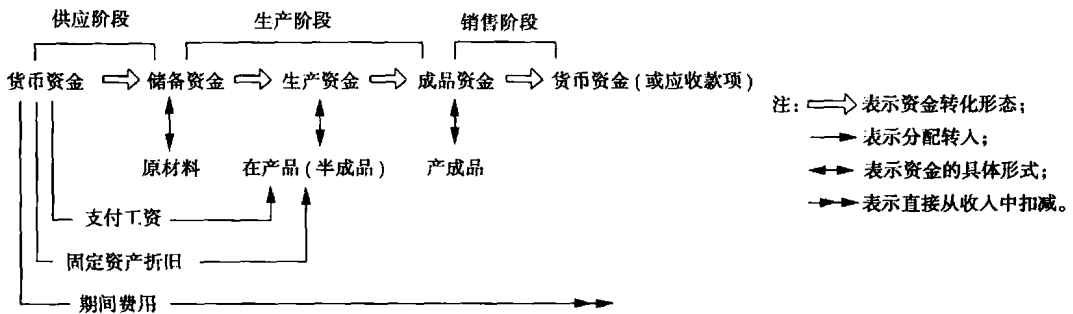 供应阶段 生产阶段 销售阶段
货币资金 储备资金 生产资金 成品资金 货币资金(或应收款项)
原材料 在产品(半成品) 产成品
支付工资
固定资产折旧
期间费用
注: 表示资金转化形态;
表示分配转入;
表示资金的具体形式;
表示直接从收入中扣减。